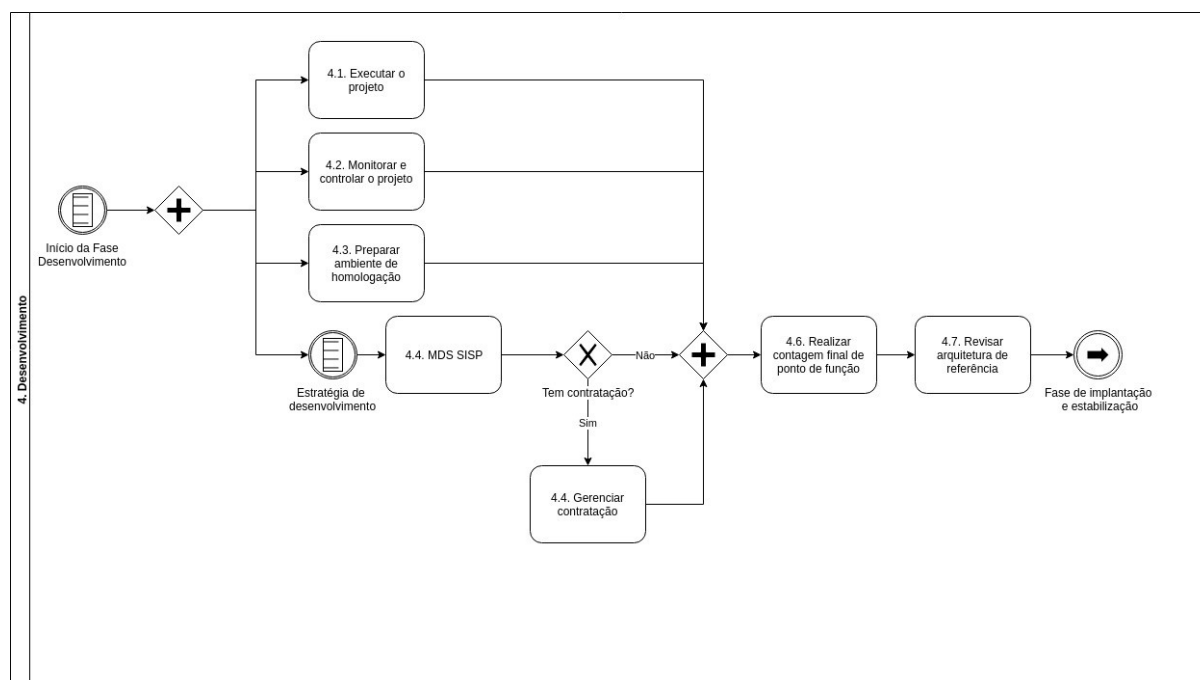 4. Desenvolvimento
Início da Fase
Desenvolvimento
4.1. Executar o
projeto
4.2. Monitorar e
controlar o projeto
4.3. Preparar
ambiente de
homologação
Estratégia de
desenvolvimento
4.4. MDS SISP
Tem contratação?
Não
Sim
4.4. Gerenciar
contratação
4.6. Realizar
contagem final de
ponto de função
4.7. Revisar
arquitetura de
referência
Fase de implantação
e estabilização